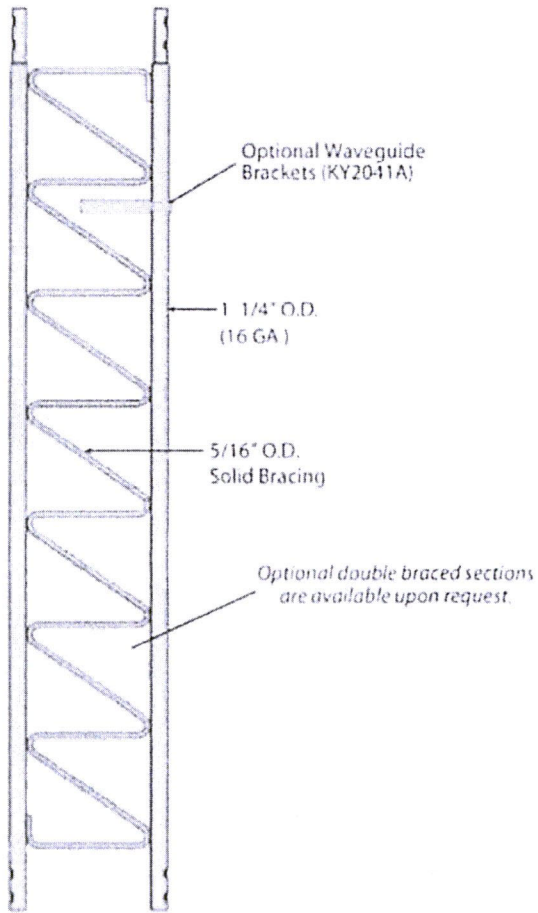 Optional Waveguide
Brackets (KY2041A)
1 1/4" O.D.
(16 GA )
5/16" O.D.
Solid Bracing
Optional double braced sections
are available upon request.